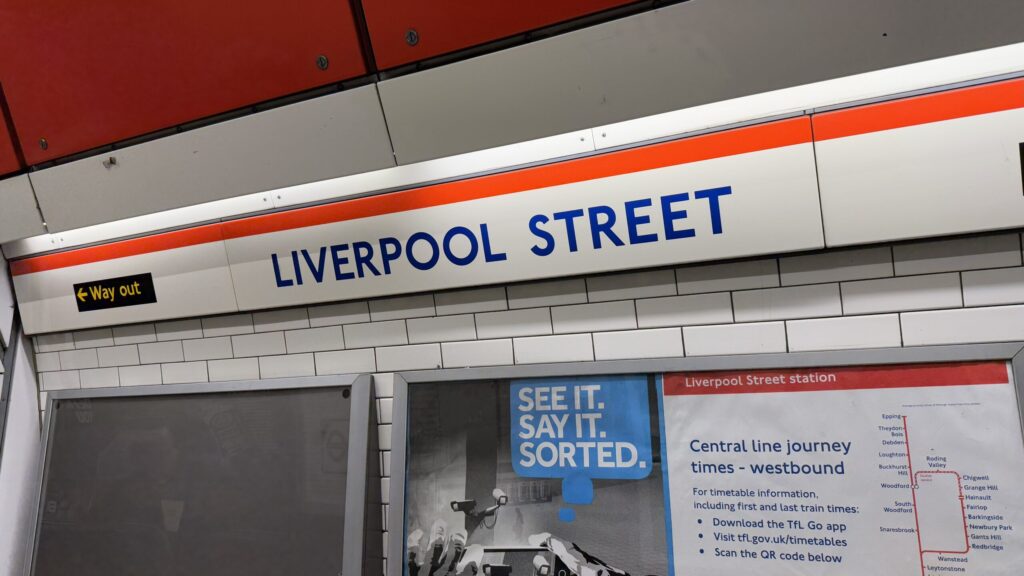 LIVERPOOL STREET
← Way out
SEE IT.
SAY IT.
SORTED.
Liverpool Street station
Central line journey
times - westbound
For timetable information,
including first and last train times:
• Download the TfL Go app
• Visit tfl.gov.uk/timetables
• Scan the QR code below
Epping
Theydon
Bois
Debden
Loughton
Buckhurst
Hill
Woodford
South
Woodford
Snaresbrook
Roding
Valley
Chigwell
Grange Hill
Hainault
Fairlop
Barkingside
Newbury Park
Gants Hill
Redbridge
Wanstead
Leytonstone